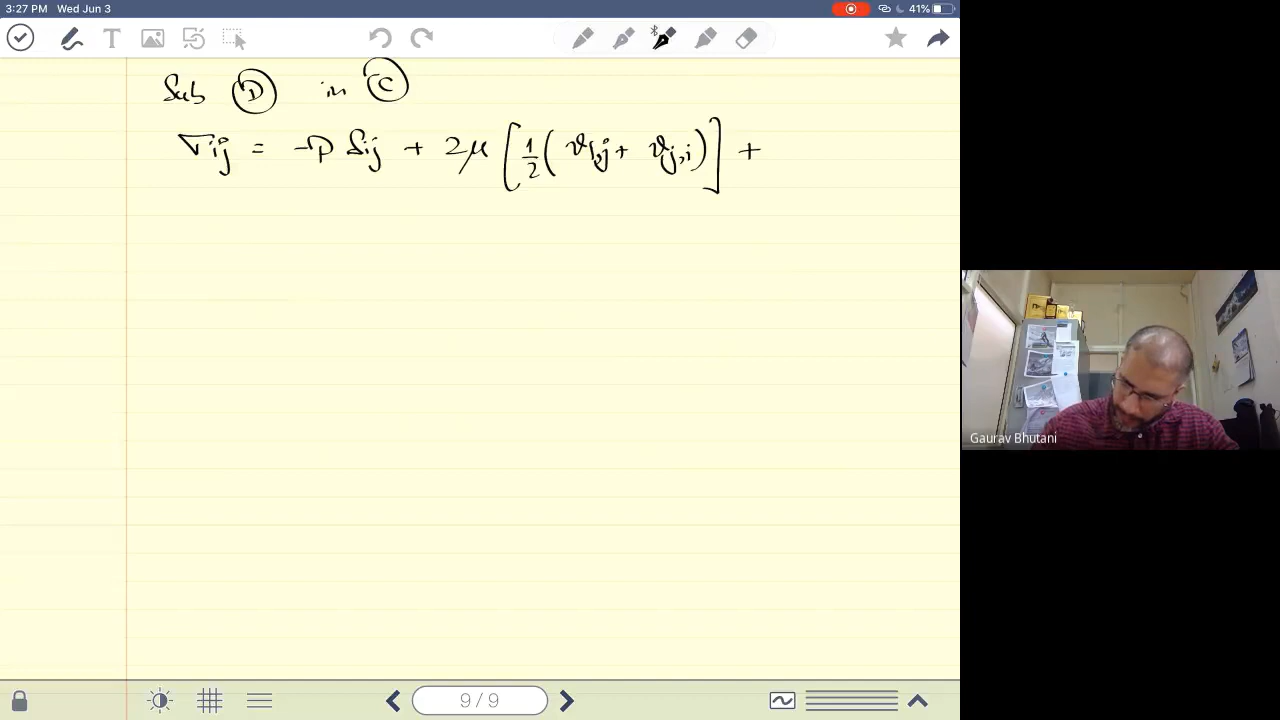 3:27 PM Wed Jun 3
41%
Sub Ⓓ in Ⓒ
σij = -p δij + 2μ [ 1/2 ( vi,j + vj,i ) ] +
Gaurav Bhutani
9 / 9